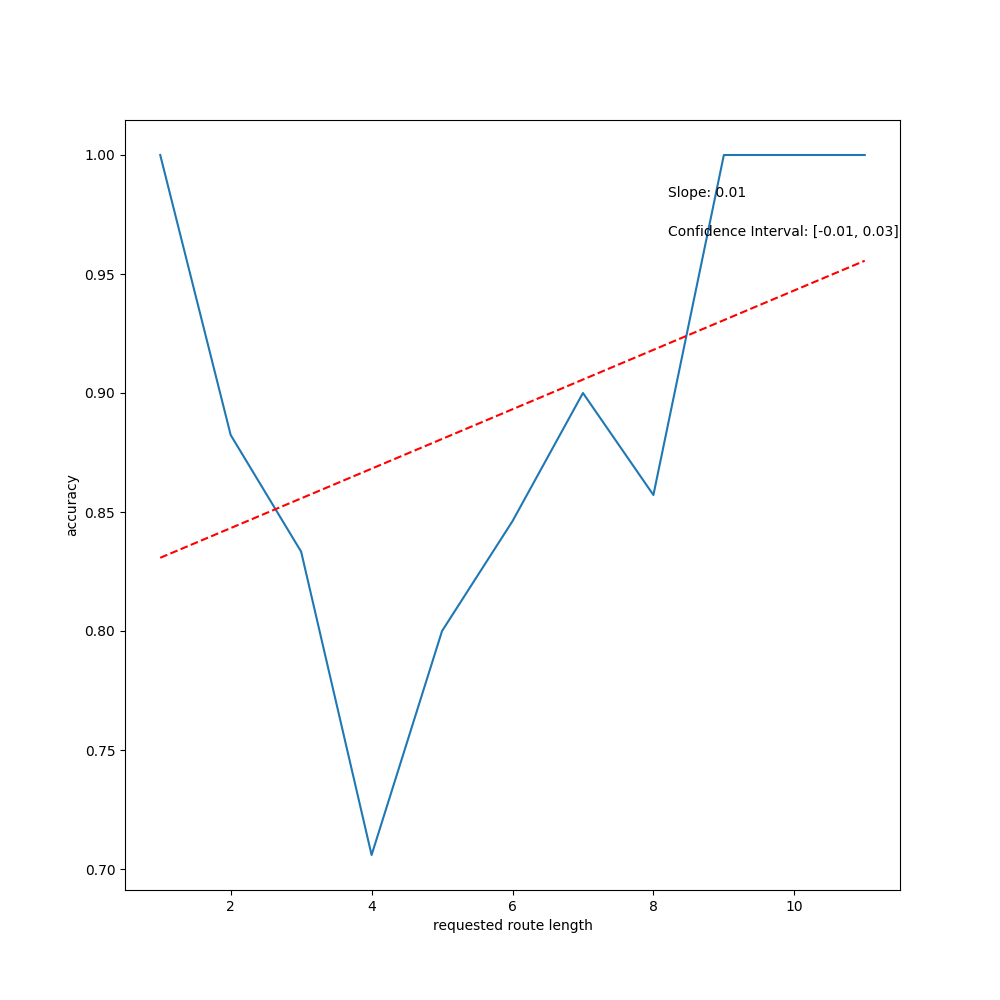 1.00
Slope: 0.01
Confidence Interval: [-0.01, 0.03]
0.95
0.90
0.85
accuracy
0.80
0.75
0.70
2 4 6 8 10
requested route length